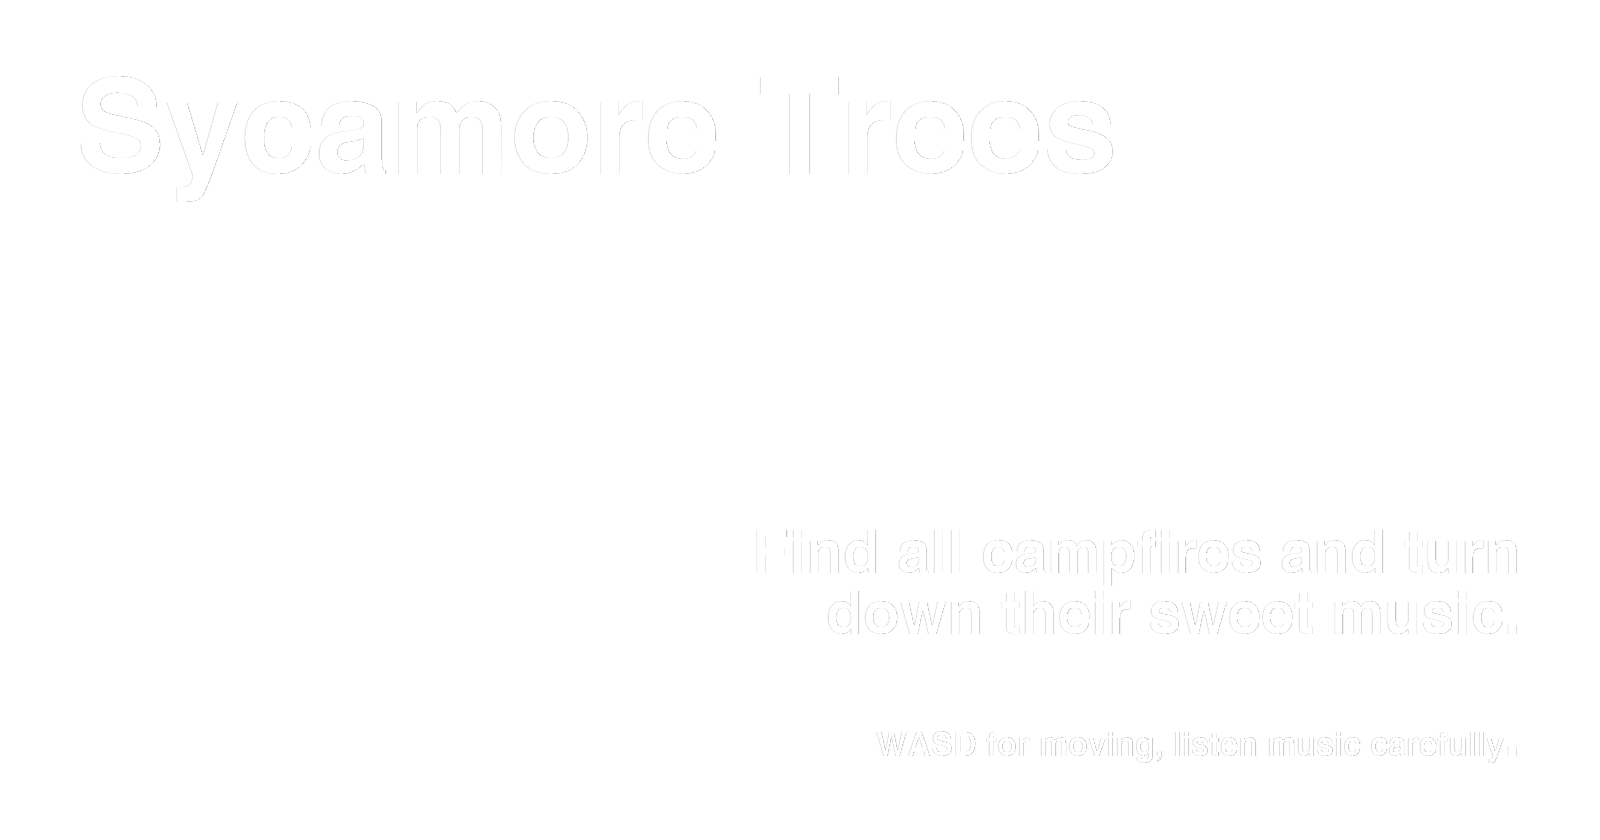 Sycamore Trees
Find all campfires and turn
down their sweet music.
WASD for moving, listen music carefully.